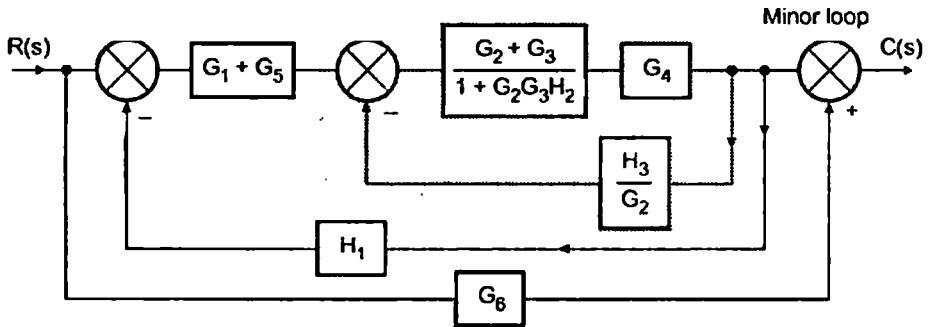 Minor loop
R(s)
C(s)
G₁ + G₅
G₂ + G₃
1 + G₂G₃H₂
G₄
−
−
+
H₃
G₂
H₁
G₆